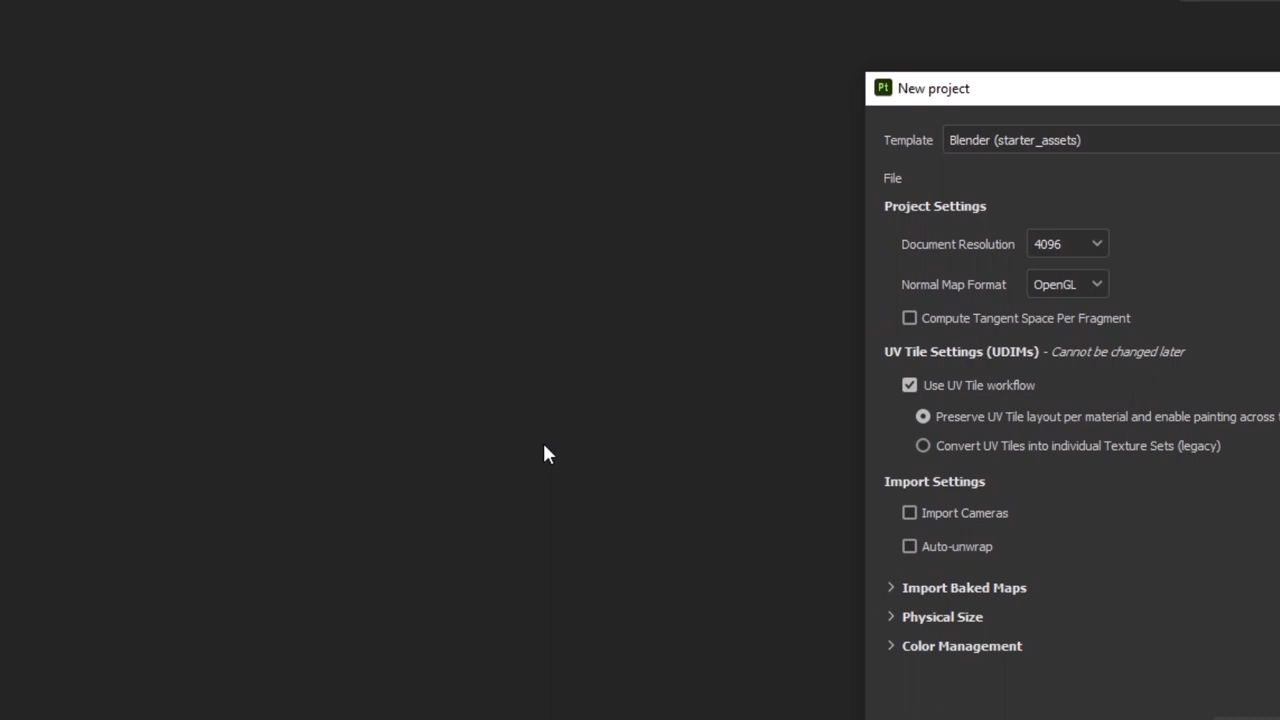 Pt New project
Template Blender (starter_assets)
File
Project Settings
Document Resolution 4096
Normal Map Format OpenGL
Compute Tangent Space Per Fragment
UV Tile Settings (UDIMs) - Cannot be changed later
Use UV Tile workflow
Preserve UV Tile layout per material and enable painting across
Convert UV Tiles into individual Texture Sets (legacy)
Import Settings
Import Cameras
Auto-unwrap
Import Baked Maps
Physical Size
Color Management